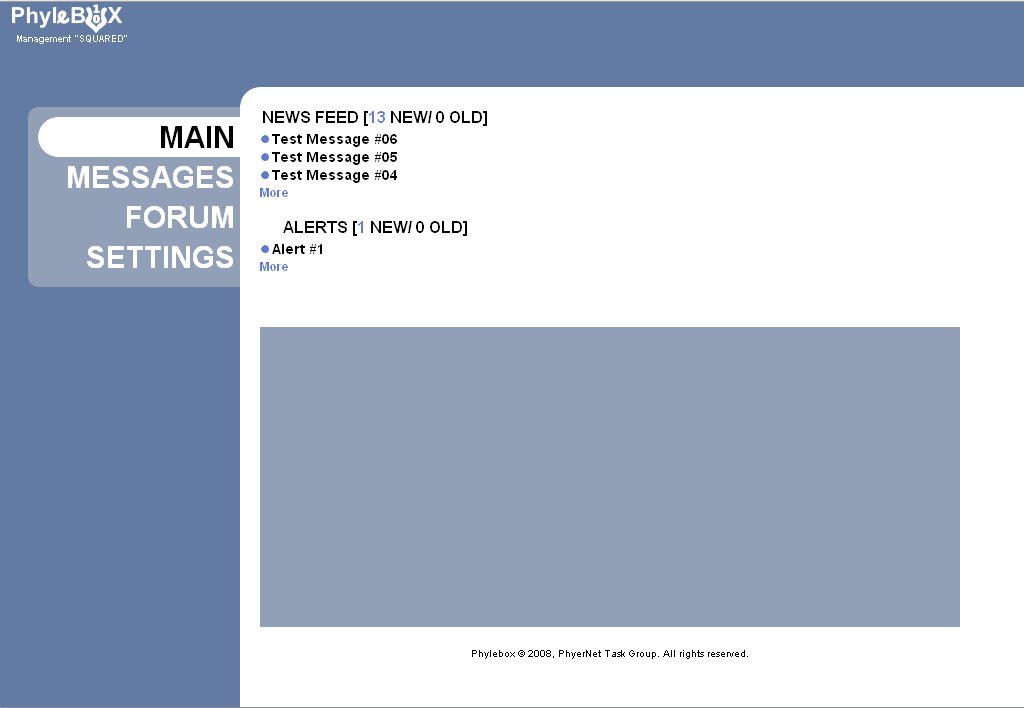 PhyleBOX
Management "SQUARED"
MAIN
MESSAGES
FORUM
SETTINGS
NEWS FEED [13 NEW/ 0 OLD]
Test Message #06
Test Message #05
Test Message #04
More
ALERTS [1 NEW/ 0 OLD]
Alert #1
More
Phylebox © 2008, PhyerNet Task Group. All rights reserved.